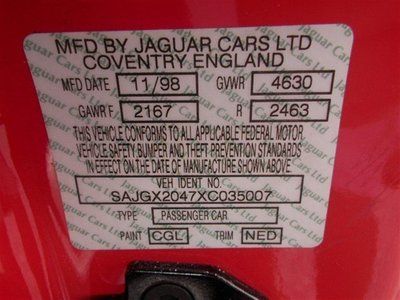 MFD BY JAGUAR CARS LTD
COVENTRY ENGLAND
MFD DATE 11/98 GVWR 4630
GAWR F. 2167 R 2463
THIS VEHICLE CONFORMS TO ALL APPLICABLE FEDERAL MOTOR
VEHICLE SAFETY BUMPER AND THEFT PREVENTION STANDARDS
IN EFFECT ON THE DATE OF MANUFACTURE SHOWN ABOVE.
VEH IDENT NO.
SAJGX2047XC035007
TYPE PASSENGER CAR
PAINT CGL TRIM NED